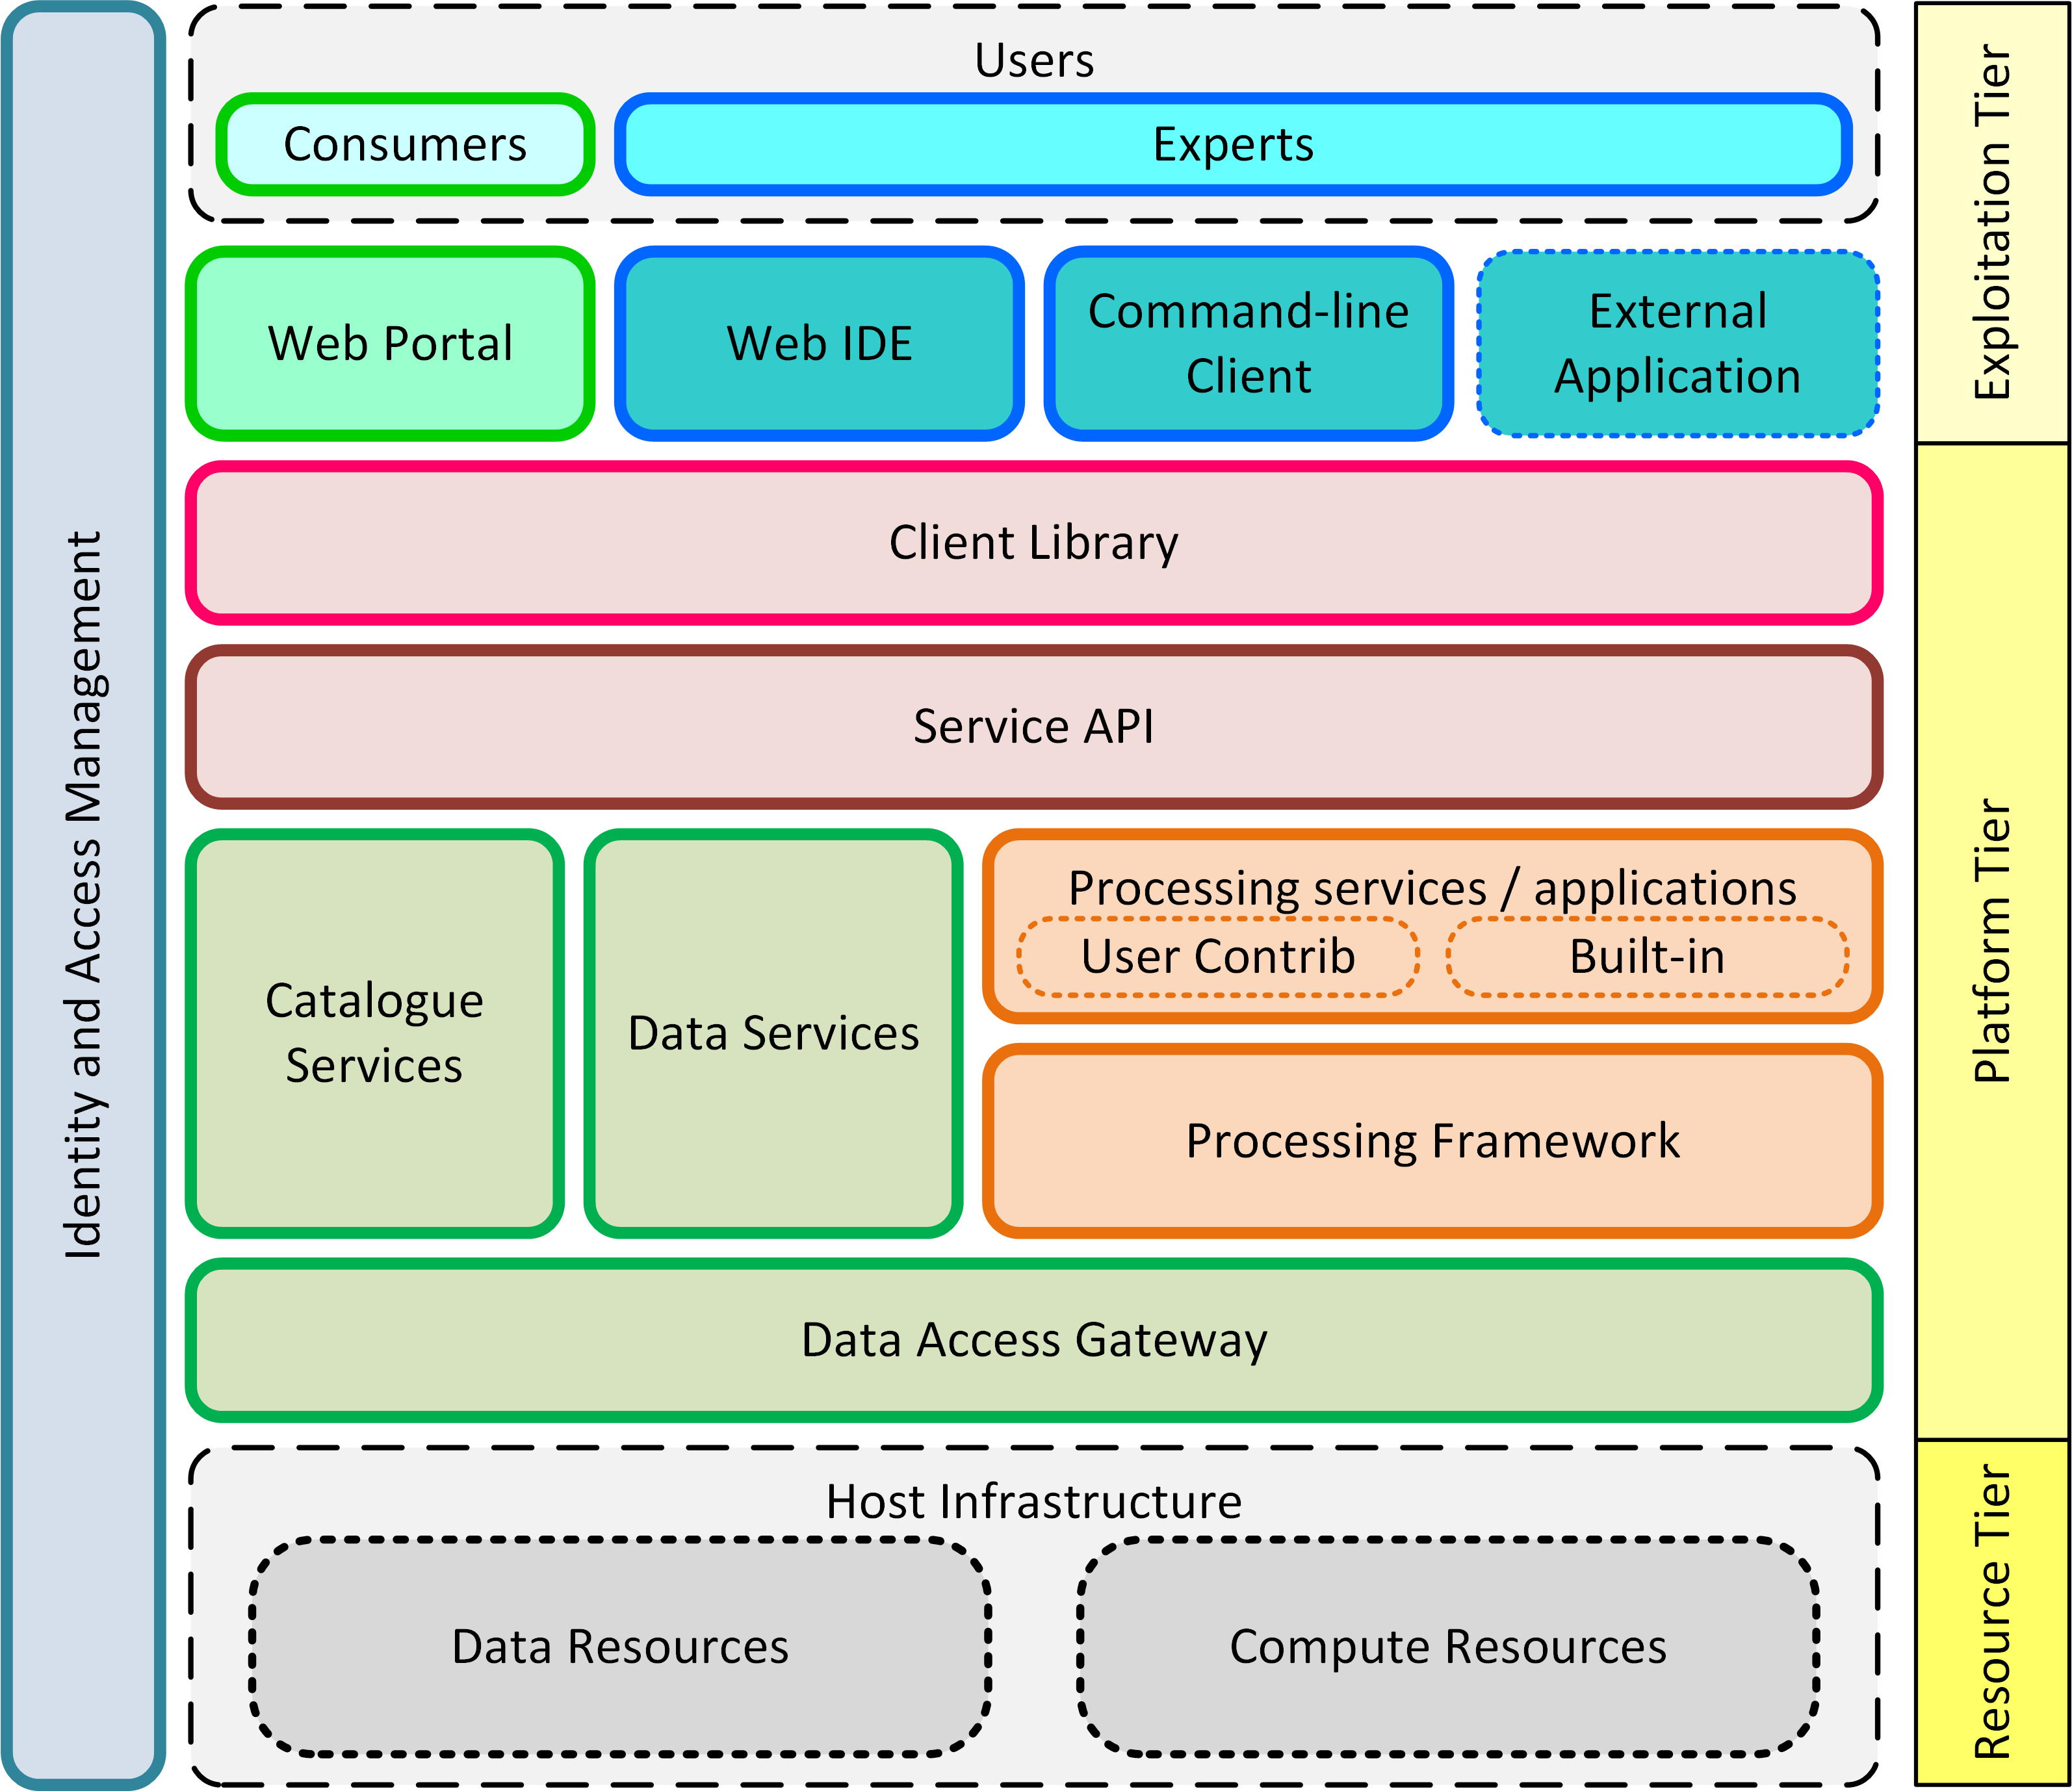 Users
Consumers
Experts
Web Portal
Web IDE
Command-line
Client
External
Application
Client Library
Service API
Catalogue
Services
Data Services
Processing services / applications
User Contrib
Built-in
Processing Framework
Data Access Gateway
Host Infrastructure
Data Resources
Compute Resources
Identity and Access Management
Exploitation Tier
Platform Tier
Resource Tier